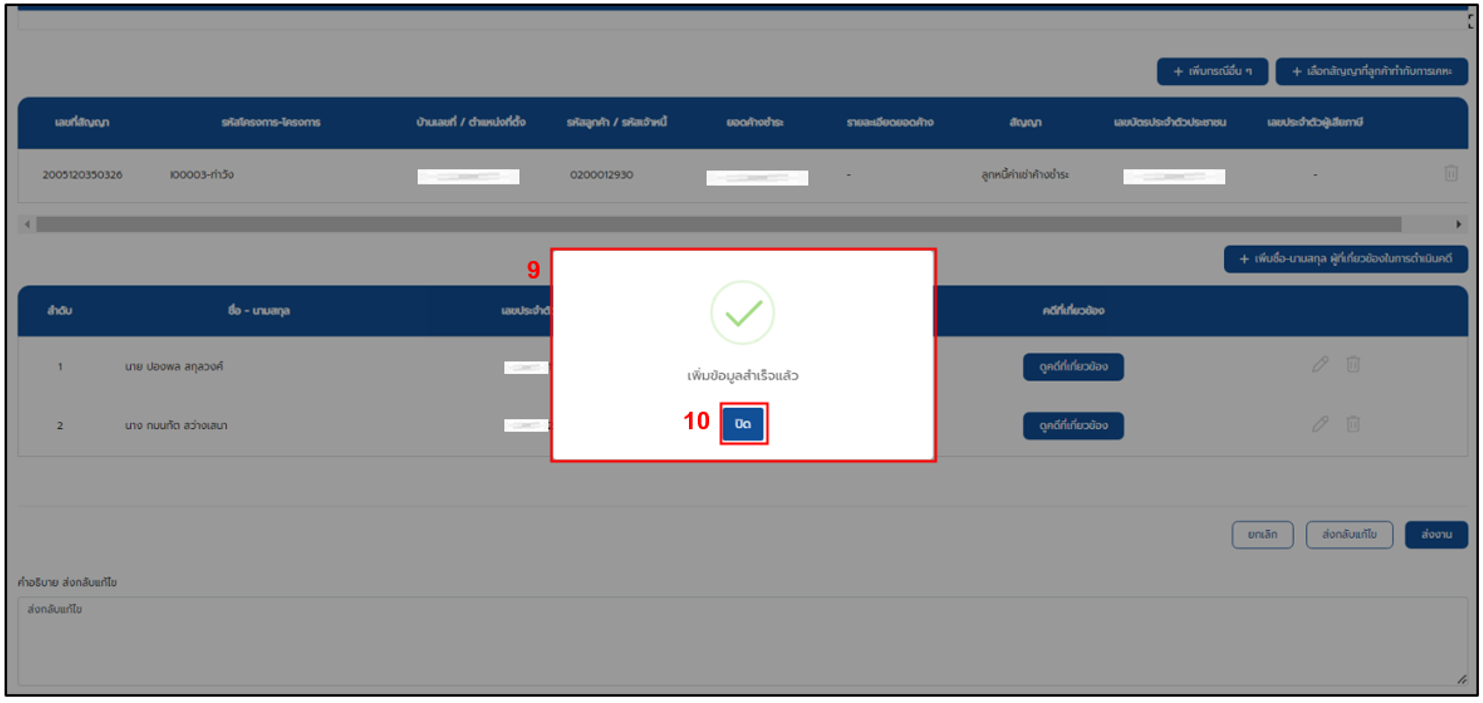 + เพิ่มกรณีอื่น ๆ + เลือกสัญญาที่ลูกค้าทำกับการเคหะ
เลขที่สัญญา รหัสโครงการ-โครงการ บ้านเลขที่ / ตำแหน่งที่ตั้ง รหัสลูกค้า / รหัสเจ้าหนี้ ยอดค้างชำระ รายละเอียดยอดค้าง สัญญา เลขบัตรประจำตัวประชาชน เลขประจำตัวผู้เสียภาษี
2005120350326 I00003-ท่าวัง 0200012930 - ลูกหนี้ค่าเช่าค้างชำระ -
+ เพิ่มชื่อ-นามสกุล ผู้ที่เกี่ยวข้องในการดำเนินคดี
9
ลำดับ ชื่อ - นามสกุล เลขประจำตั คดีที่เกี่ยวข้อง
1 นาย ปองพล สกุลวงศ์ ดูคดีที่เกี่ยวข้อง
เพิ่มข้อมูลสำเร็จแล้ว
10 ปิด
2 นาง กนนทัต สว่างเสนา ดูคดีที่เกี่ยวข้อง
ยกเลิก ส่งกลับแก้ไข ส่งงาน
คำอธิบาย ส่งกลับแก้ไข
ส่งกลับแก้ไข